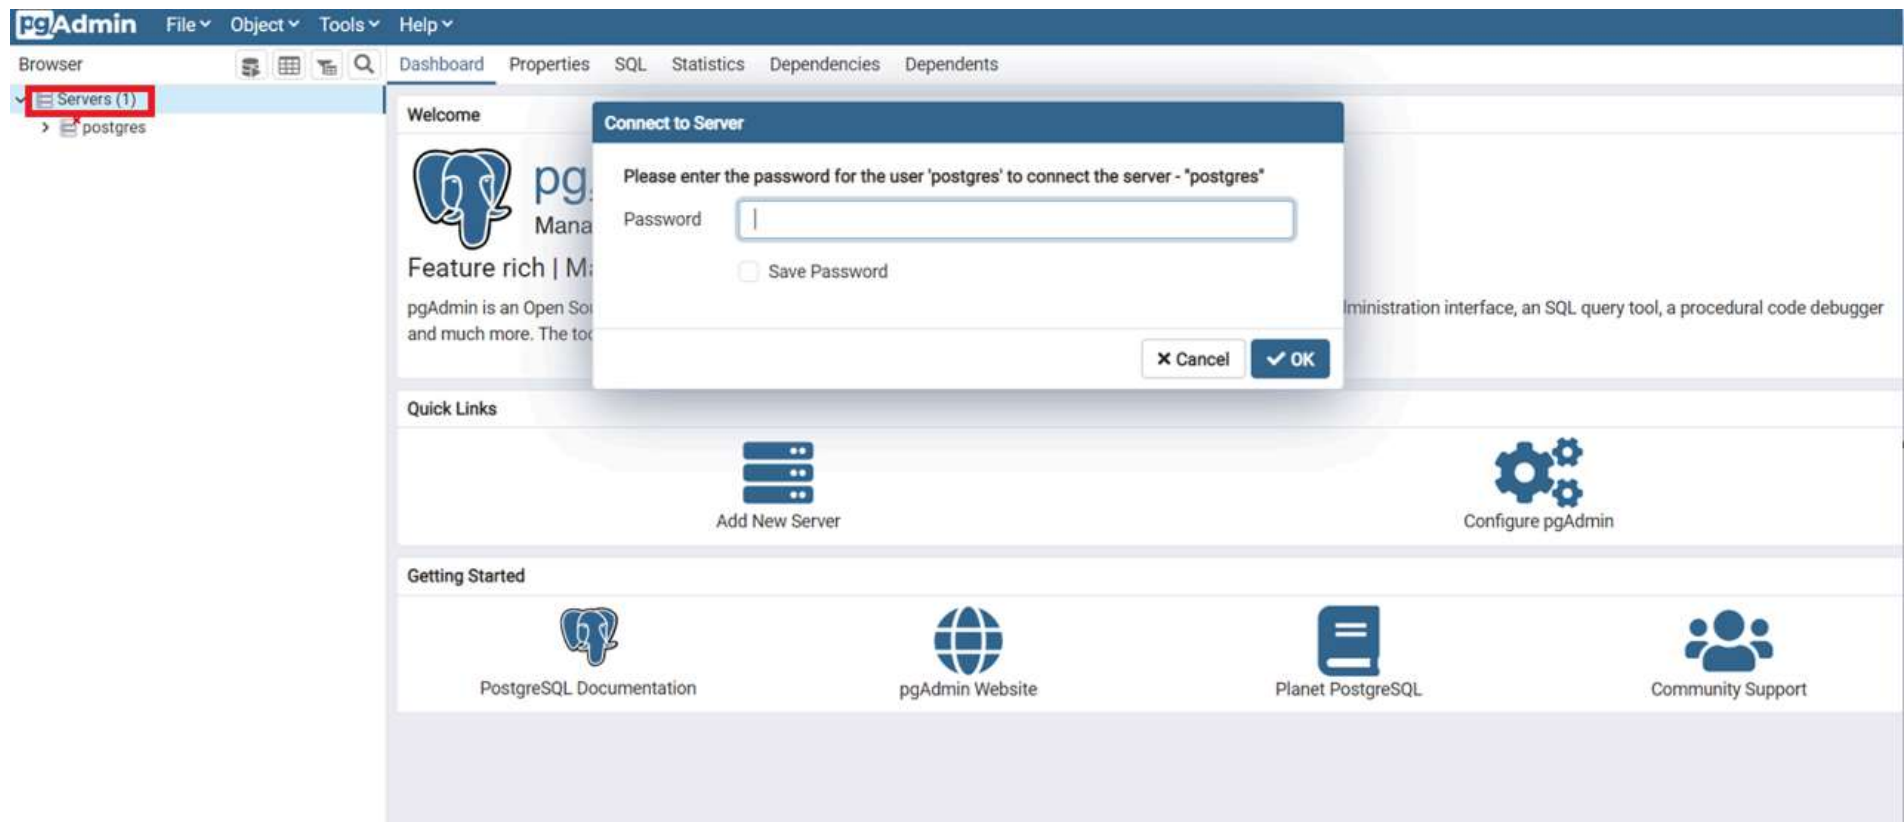 pgAdmin File Object Tools Help
Browser
Dashboard Properties SQL Statistics Dependencies Dependents
Servers (1)
postgres
Welcome
Connect to Server
Please enter the password for the user 'postgres' to connect the server - "postgres"
Password
Save Password
Cancel OK
pg
Mana
Feature rich |
pgAdmin is an Open
and much more. The
interface, an SQL query tool, a procedural code debugger
Quick Links
Add New Server Configure pgAdmin
Getting Started
PostgreSQL Documentation pgAdmin Website Planet PostgreSQL Community Support